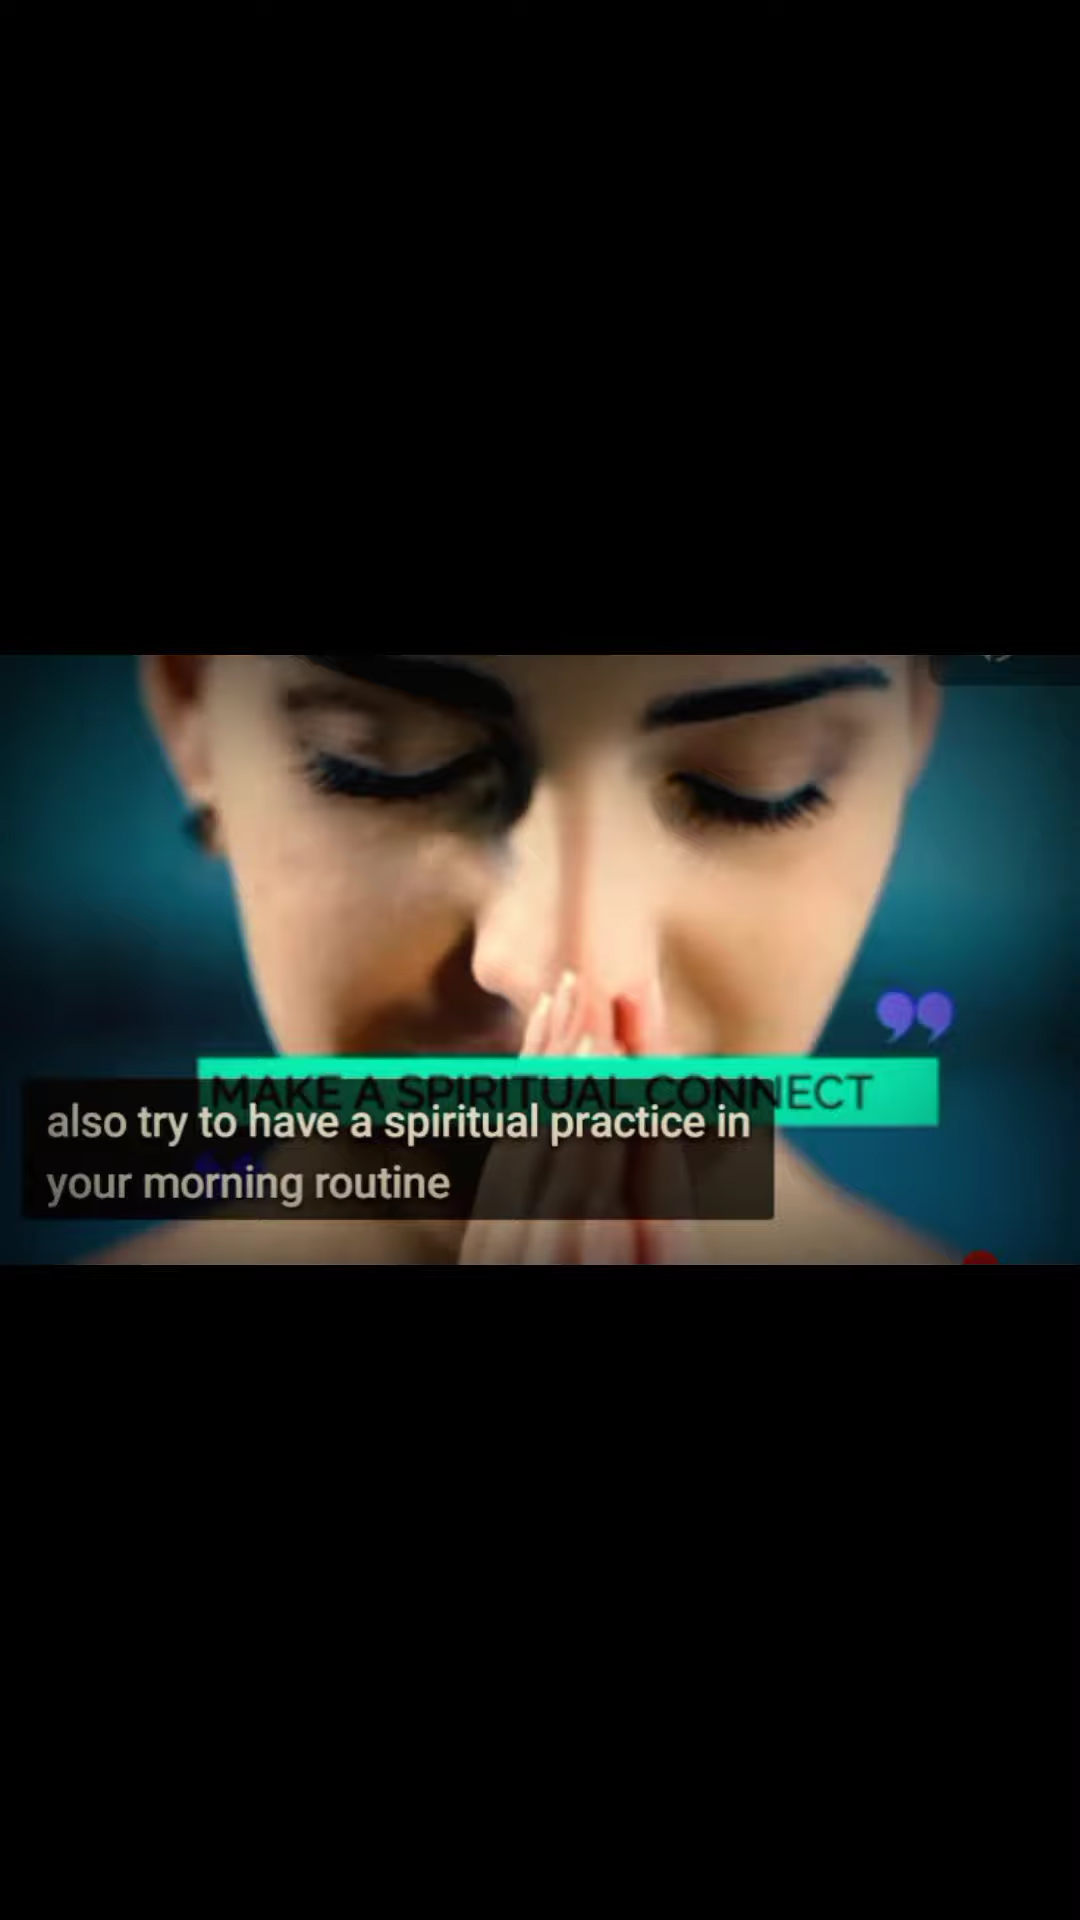 MAKE A SPIRITUAL CONNECT
also try to have a spiritual practice in
your morning routine